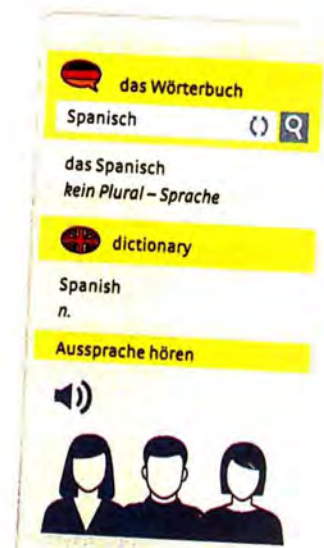 das Wörterbuch
Spanisch
das Spanisch
kein Plural – Sprache
dictionary
Spanish
n.
Aussprache hören